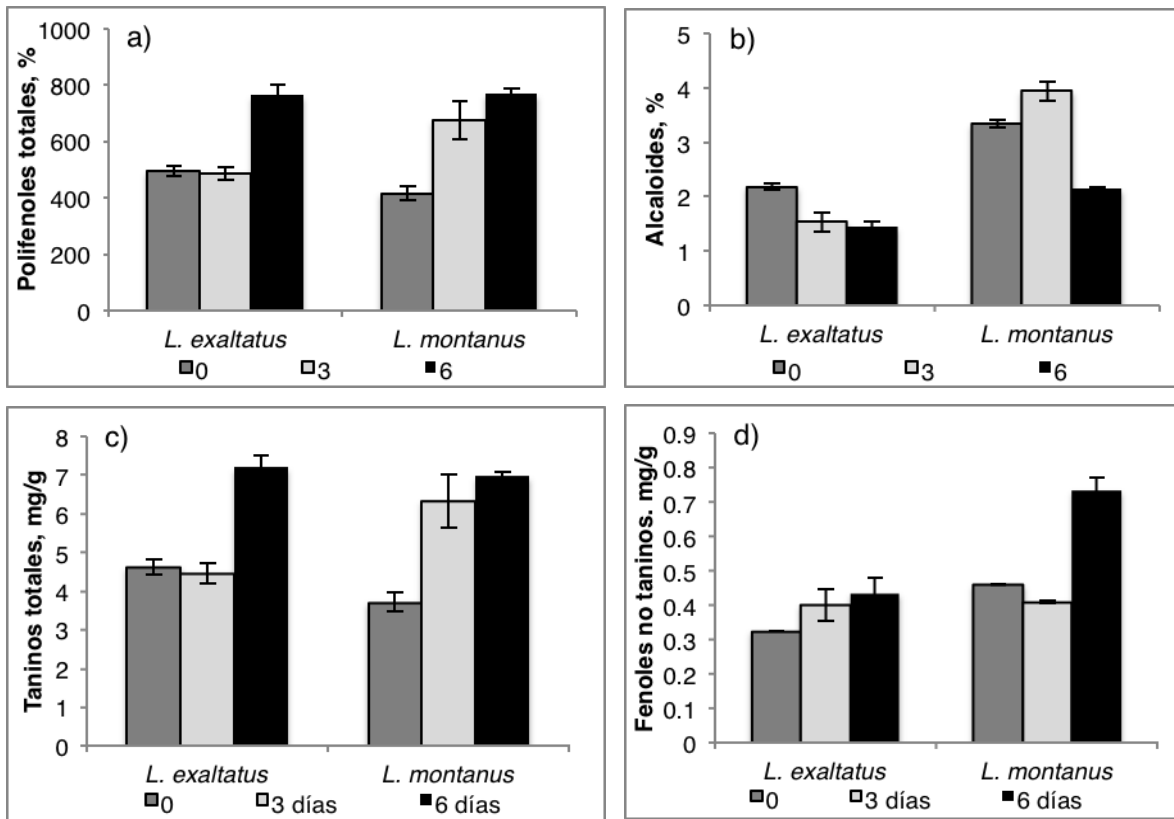 a)
Polifenoles totales, %
1000
800
600
400
200
0
L. exaltatus L. montanus
0 3 6
b)
Alcaloides, %
5
4
3
2
1
0
L. exaltatus L. montanus
0 3 6
c)
Taninos totales, mg/g
8
7
6
5
4
3
2
1
0
L. exaltatus L. montanus
0 3 días 6 días
d)
Fenoles no taninos. mg/g
0.9
0.8
0.7
0.6
0.5
0.4
0.3
0.2
0.1
0
L. exaltatus L. montanus
0 3 días 6 días